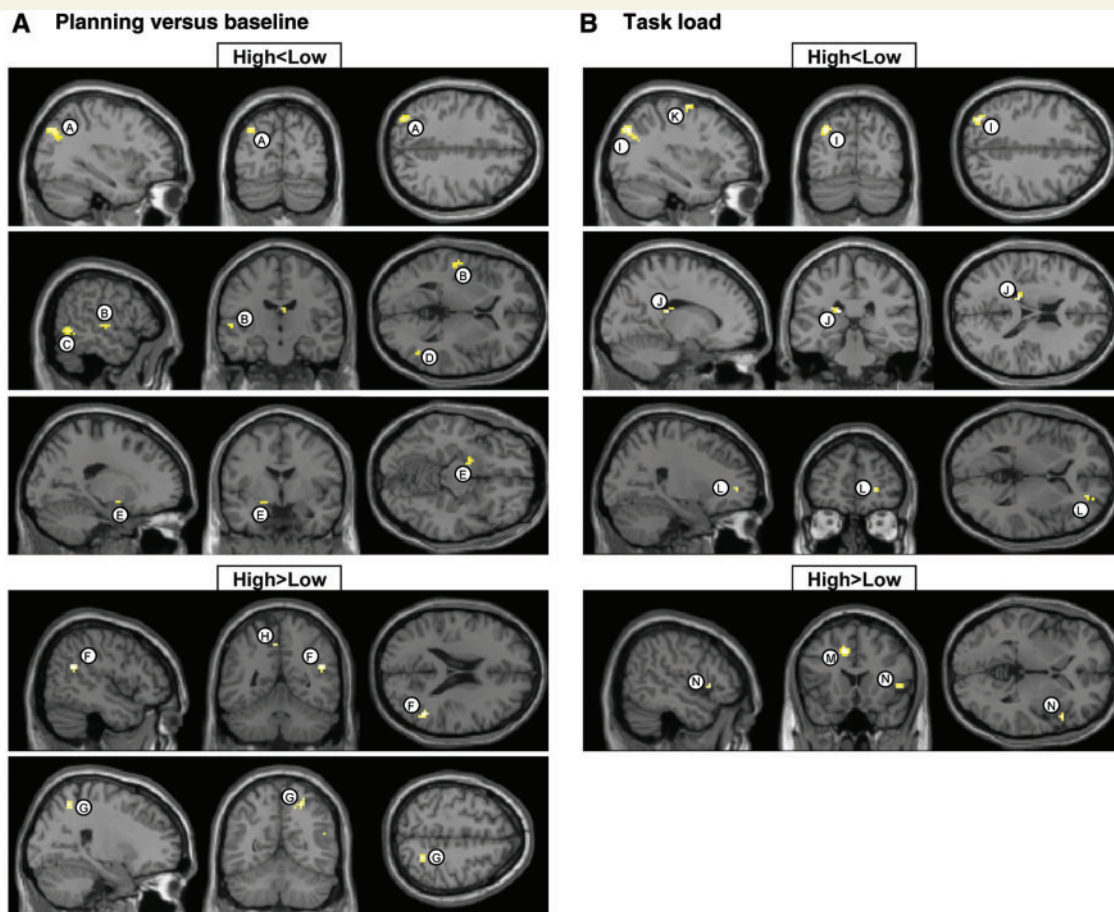 A Planning versus baseline
High<Low
A A A
B B B
C D
E E E
High>Low
F H F F
G G G
B Task load
High<Low
K I I I
J J J
L L L
High>Low
N M N N